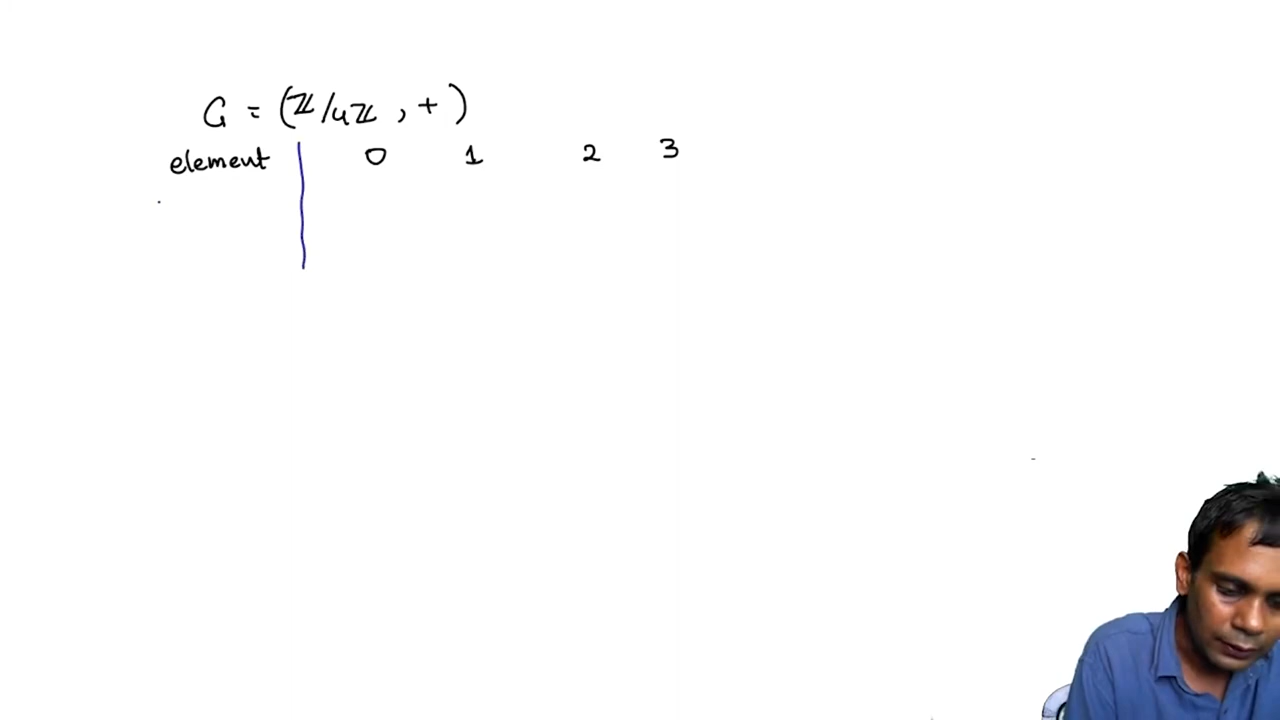 G = (ℤ/4ℤ, +)
element 0 1 2 3